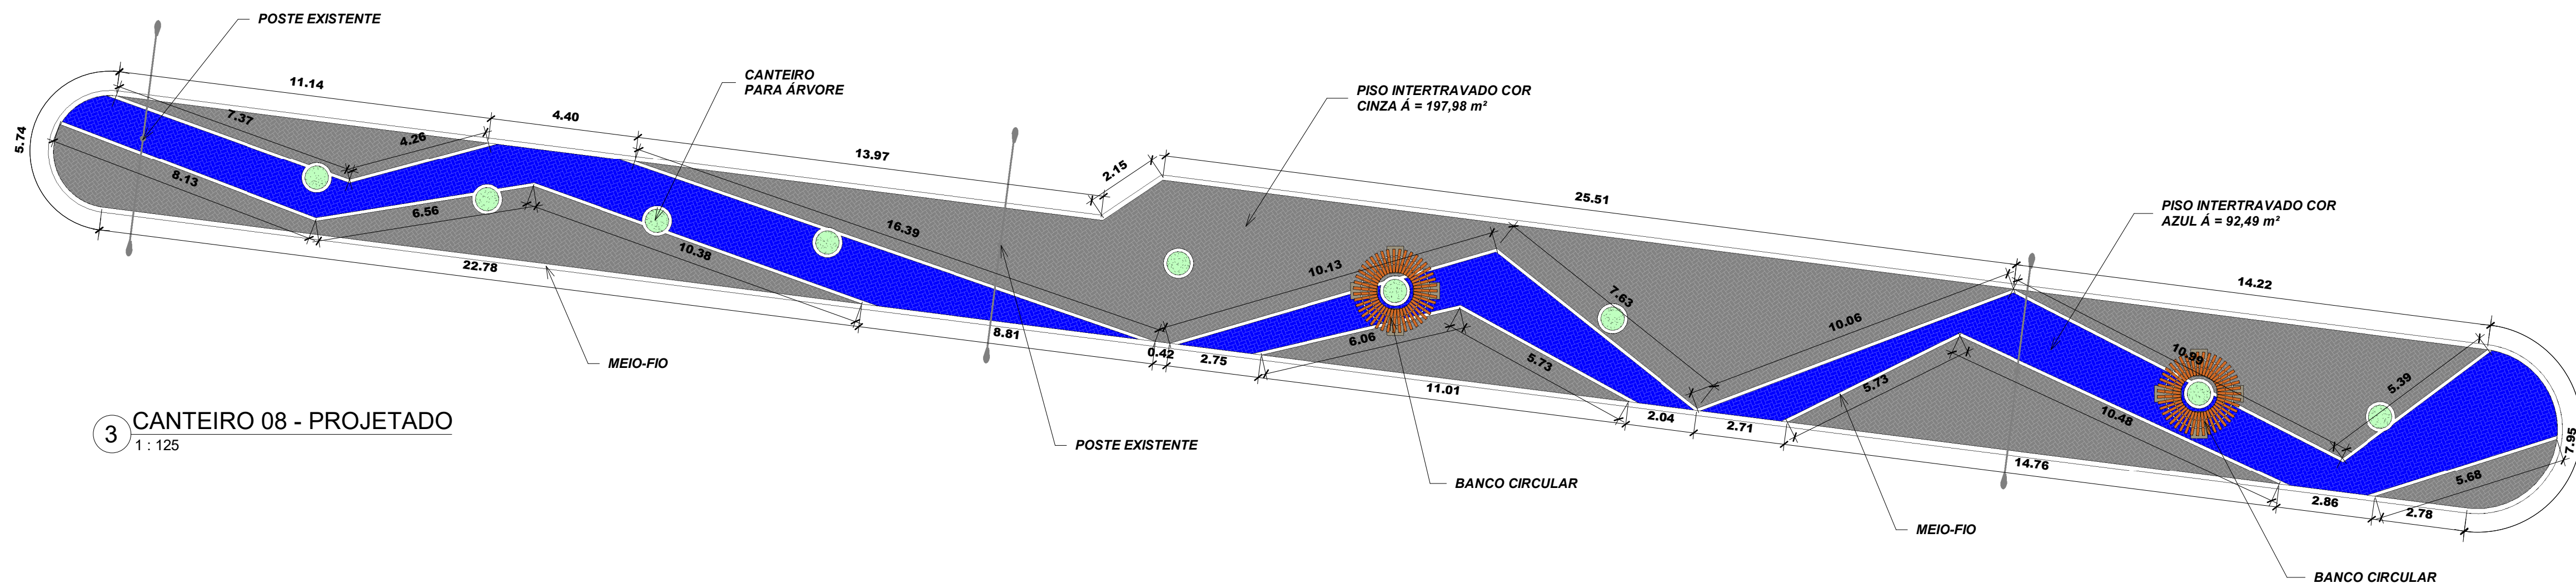 POSTE EXISTENTE
CANTEIRO
PARA ÁRVORE
PISO INTERTRAVADO COR
CINZA Á = 197,98 m²
PISO INTERTRAVADO COR
AZUL Á = 92,49 m²
11.14
4.40
13.97
2.15
25.51
14.22
5.74
7.37
4.26
8.13
6.56
10.38
16.39
10.13
7.63
10.06
10.99
5.39
6.06
5.73
5.73
10.48
5.68
7.95
22.78
8.81
0.42
2.75
11.01
2.04
2.71
14.76
2.86
2.78
MEIO-FIO
POSTE EXISTENTE
BANCO CIRCULAR
MEIO-FIO
BANCO CIRCULAR
3
CANTEIRO 08 - PROJETADO
1 : 125